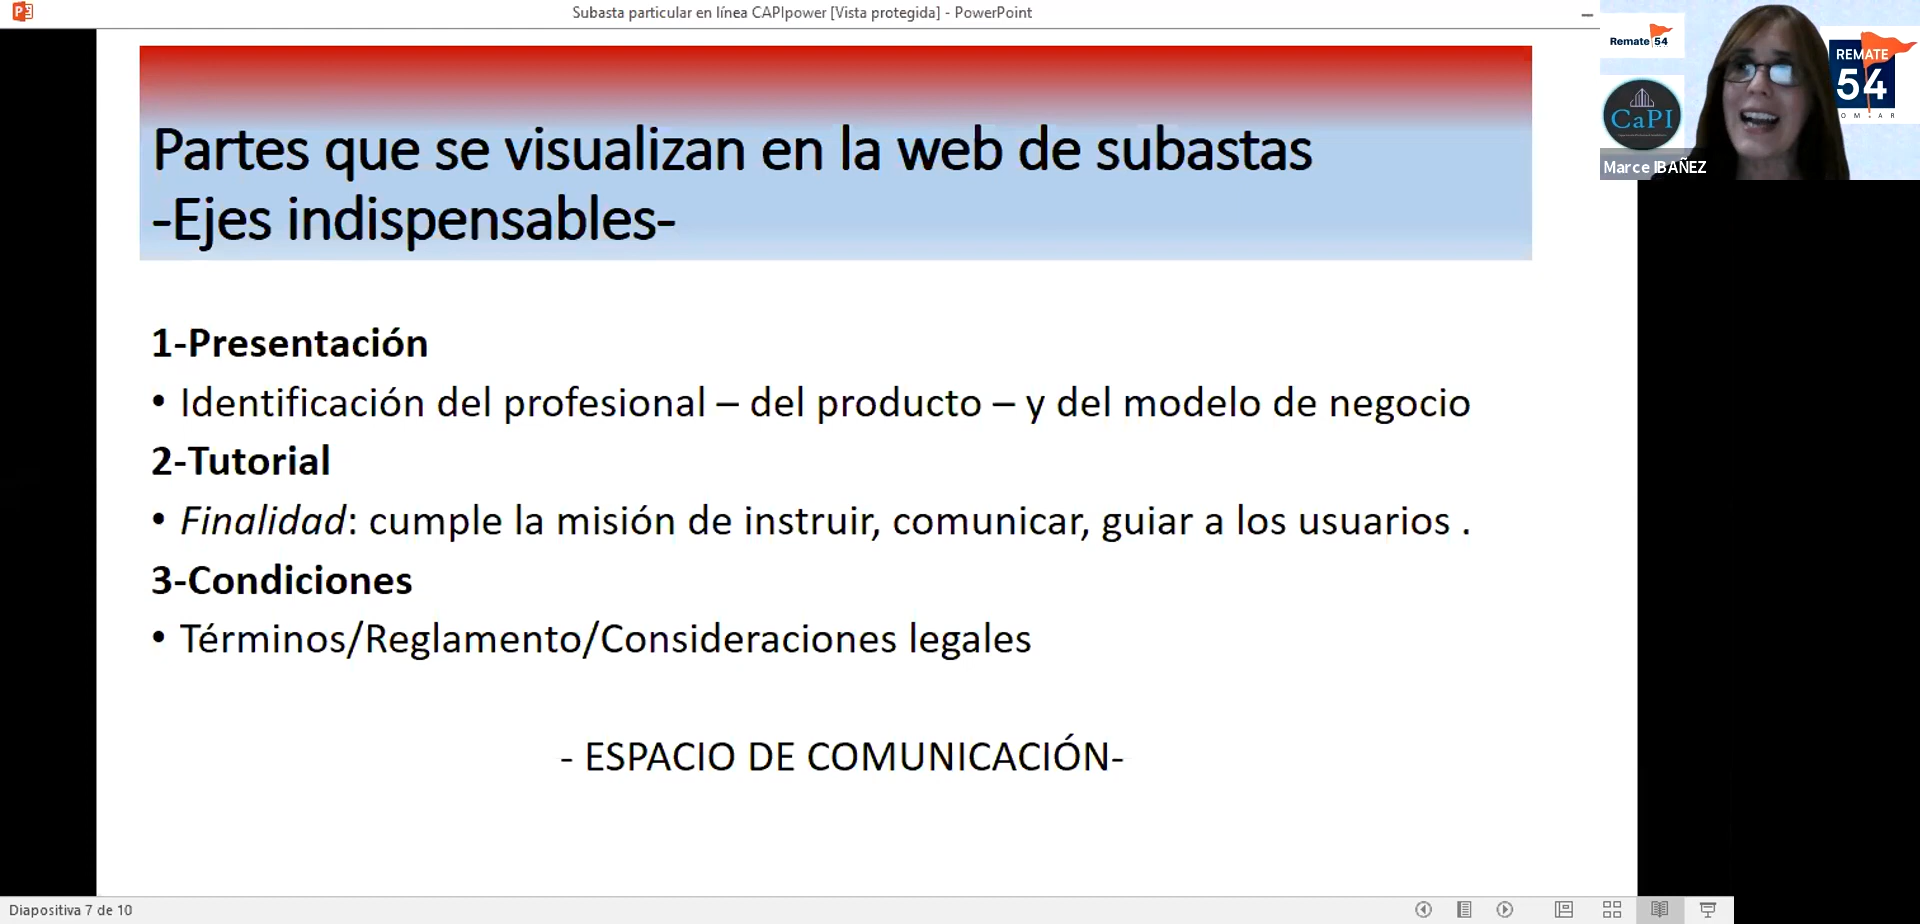 Subasta particular en línea CAPIpower [Vista protegida] - PowerPoint
Partes que se visualizan en la web de subastas
-Ejes indispensables-
1-Presentación
• Identificación del profesional – del producto – y del modelo de negocio
2-Tutorial
• Finalidad: cumple la misión de instruir, comunicar, guiar a los usuarios .
3-Condiciones
• Términos/Reglamento/Consideraciones legales
- ESPACIO DE COMUNICACIÓN-
Diapositiva 7 de 10
Remate 54
CaPI
Marce IBAÑEZ
REMATE
54
OM.AR